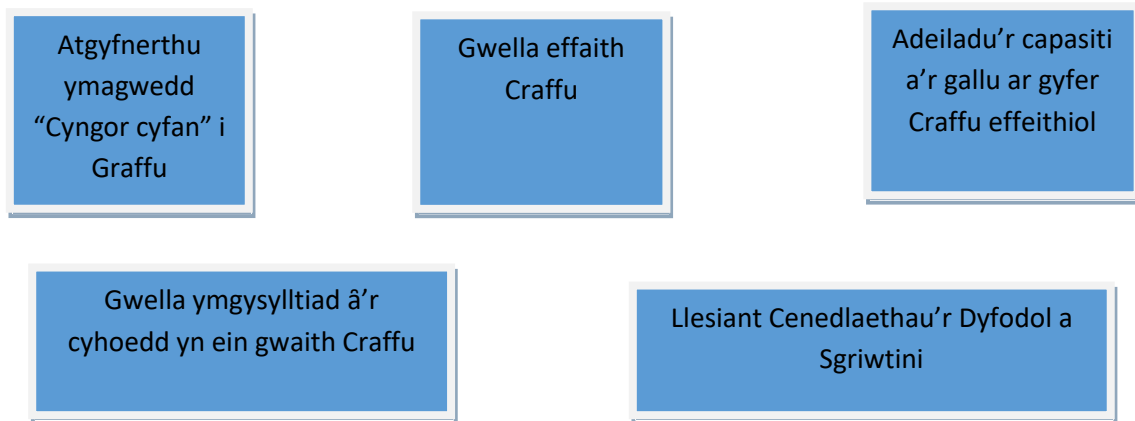 Atgyfnerthu
ymagwedd
“Cyngor cyfan” i
Graffu
Gwella effaith
Craffu
Adeiladu'r capasiti
a'r gallu ar gyfer
Craffu effeithiol
Gwella ymgysylltiad â’r
cyhoedd yn ein gwaith Craffu
Llesiant Cenedlaethau'r Dyfodol a
Sgriwtini